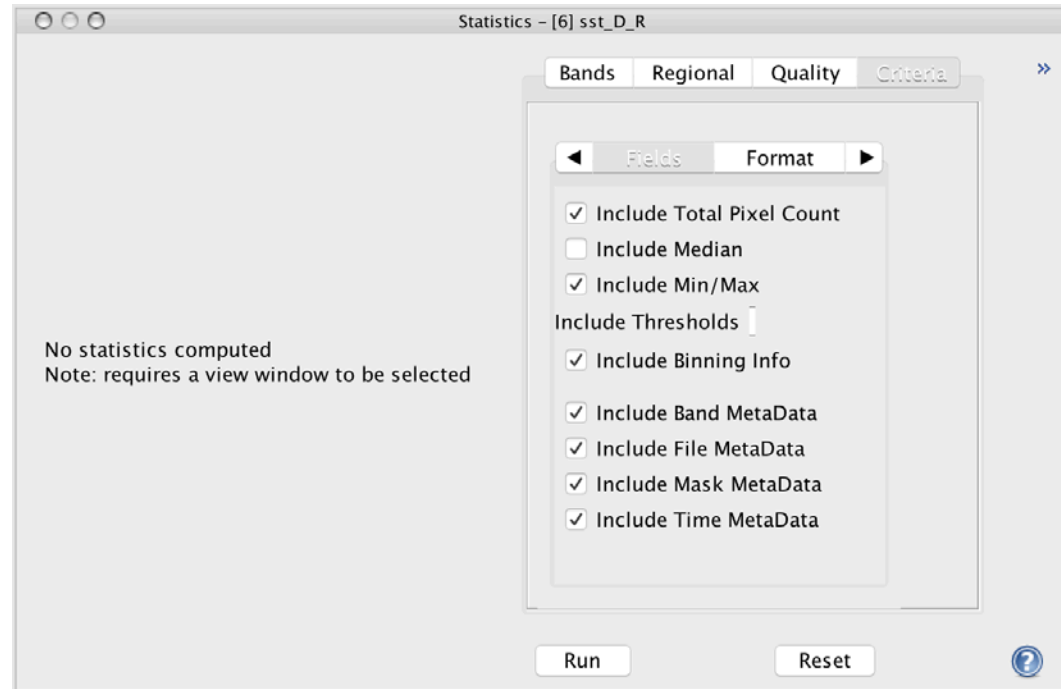 Statistics – [6] sst_D_R
Bands Regional Quality Criteria »
◀ Fields Format ▶
Include Total Pixel Count
Include Median
Include Min/Max
Include Thresholds
Include Binning Info
Include Band MetaData
Include File MetaData
Include Mask MetaData
Include Time MetaData
No statistics computed
Note: requires a view window to be selected
Run Reset ?